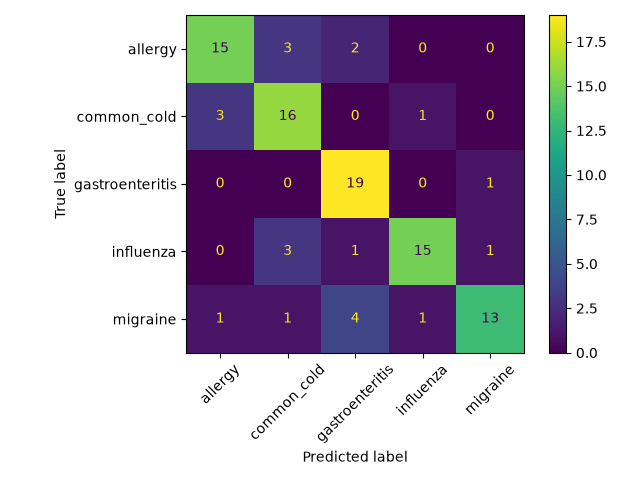 allergy 15 3 2 0 0
common_cold 3 16 0 1 0
gastroenteritis 0 0 19 0 1
influenza 0 3 1 15 1
migraine 1 1 4 1 13
True label
allergy common_cold gastroenteritis influenza migraine
Predicted label
17.5
15.0
12.5
10.0
7.5
5.0
2.5
0.0